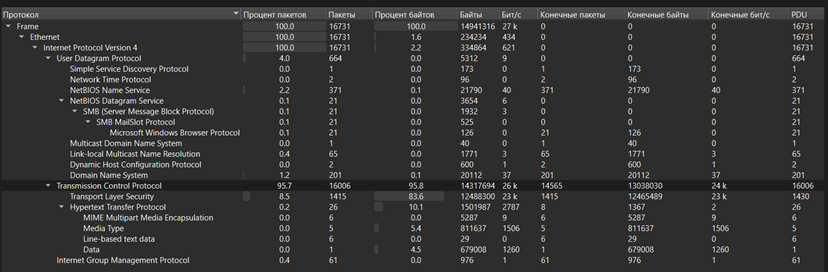 Протокол Процент пакетов Пакеты Процент байтов Байты Бит/с Конечные пакеты Конечные байты Конечные бит/с PDU
Frame 100.0 16731 100.0 14941316 27 k 0 0 0 16731
Ethernet 100.0 16731 1.6 234234 434 0 0 0 16731
Internet Protocol Version 4 100.0 16731 2.2 334864 621 0 0 0 16731
User Datagram Protocol 4.0 664 0.0 5312 9 0 0 0 664
Simple Service Discovery Protocol 0.0 1 0.0 173 0 1 173 0 1
Network Time Protocol 0.0 2 0.0 96 0 2 96 0 2
NetBIOS Name Service 2.2 371 0.1 21790 40 371 21790 40 371
NetBIOS Datagram Service 0.1 21 0.0 3654 6 0 0 0 21
SMB (Server Message Block Protocol) 0.1 21 0.0 1932 3 0 0 0 21
SMB MailSlot Protocol 0.1 21 0.0 525 0 0 0 0 21
Microsoft Windows Browser Protocol 0.1 21 0.0 126 0 21 126 0 21
Multicast Domain Name System 0.0 1 0.0 40 0 1 40 0 1
Link-local Multicast Name Resolution 0.4 65 0.0 1771 3 65 1771 3 65
Dynamic Host Configuration Protocol 0.0 2 0.0 600 1 2 600 1 2
Domain Name System 1.2 201 0.1 20112 37 201 20112 37 201
Transmission Control Protocol 95.7 16006 95.8 14317694 26 k 14565 13038030 24 k 16006
Transport Layer Security 8.5 1415 83.6 12488300 23 k 1415 12465489 23 k 1430
Hypertext Transfer Protocol 0.2 26 10.1 1501987 2787 8 1367 2 26
MIME Multipart Media Encapsulation 0.0 6 0.0 5287 9 6 5287 9 6
Media Type 0.0 5 5.4 811637 1506 5 811637 1506 5
Line-based text data 0.0 6 0.0 29 0 6 29 0 6
Data 0.0 1 4.5 679008 1260 1 679008 1260 1
Internet Group Management Protocol 0.4 61 0.0 976 1 61 976 1 61